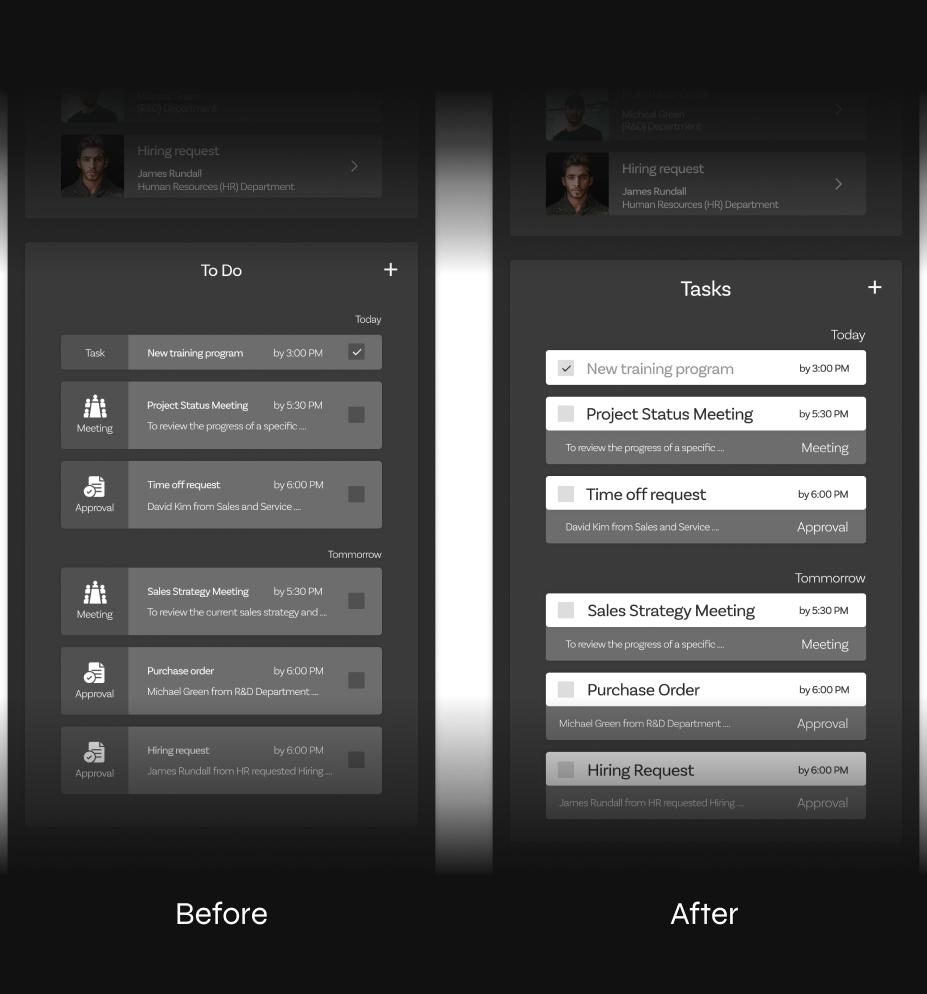 Micheal Green
(R&D) Department
Hiring request
James Rundall
Human Resources (HR) Department
To Do
+
Today
Task
New training program
by 3:00 PM
Meeting
Project Status Meeting
by 5:30 PM
To review the progress of a specific ....
Approval
Time off request
by 6:00 PM
David Kim from Sales and Service ....
Tommorrow
Meeting
Sales Strategy Meeting
by 5:30 PM
To review the current sales strategy and ....
Approval
Purchase order
by 6:00 PM
Michael Green from R&D Department ....
Approval
Hiring request
by 6:00 PM
James Rundall from HR requested Hiring ....
Before
Micheal Green
(R&D) Department
Hiring request
James Rundall
Human Resources (HR) Department
Tasks
+
Today
New training program
by 3:00 PM
Project Status Meeting
by 5:30 PM
To review the progress of a specific ....
Meeting
Time off request
by 6:00 PM
David Kim from Sales and Service ....
Approval
Tommorrow
Sales Strategy Meeting
by 5:30 PM
To review the progress of a specific ....
Meeting
Purchase Order
by 6:00 PM
Michael Green from R&D Department ....
Approval
Hiring Request
by 6:00 PM
James Rundall from HR requested Hiring ....
Approval
After